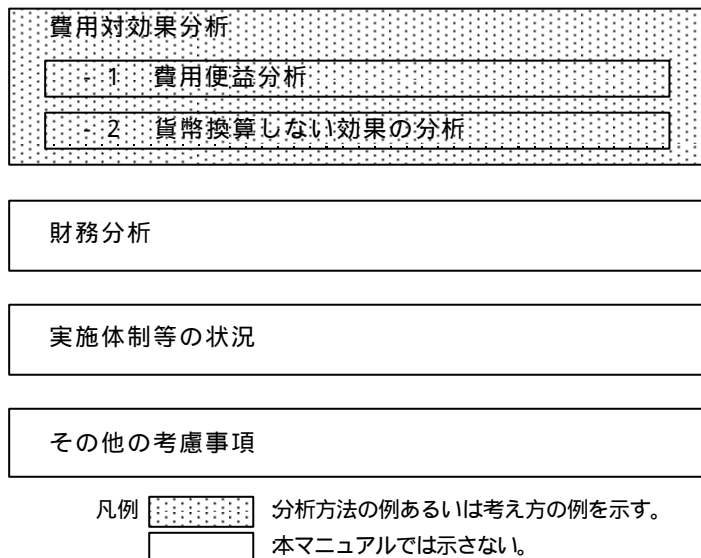 費用対効果分析
- 1 費用便益分析
- 2 貨幣換算しない効果の分析
財務分析
実施体制等の状況
その他の考慮事項
凡例 分析方法の例あるいは考え方の例を示す。
本マニュアルでは示さない。